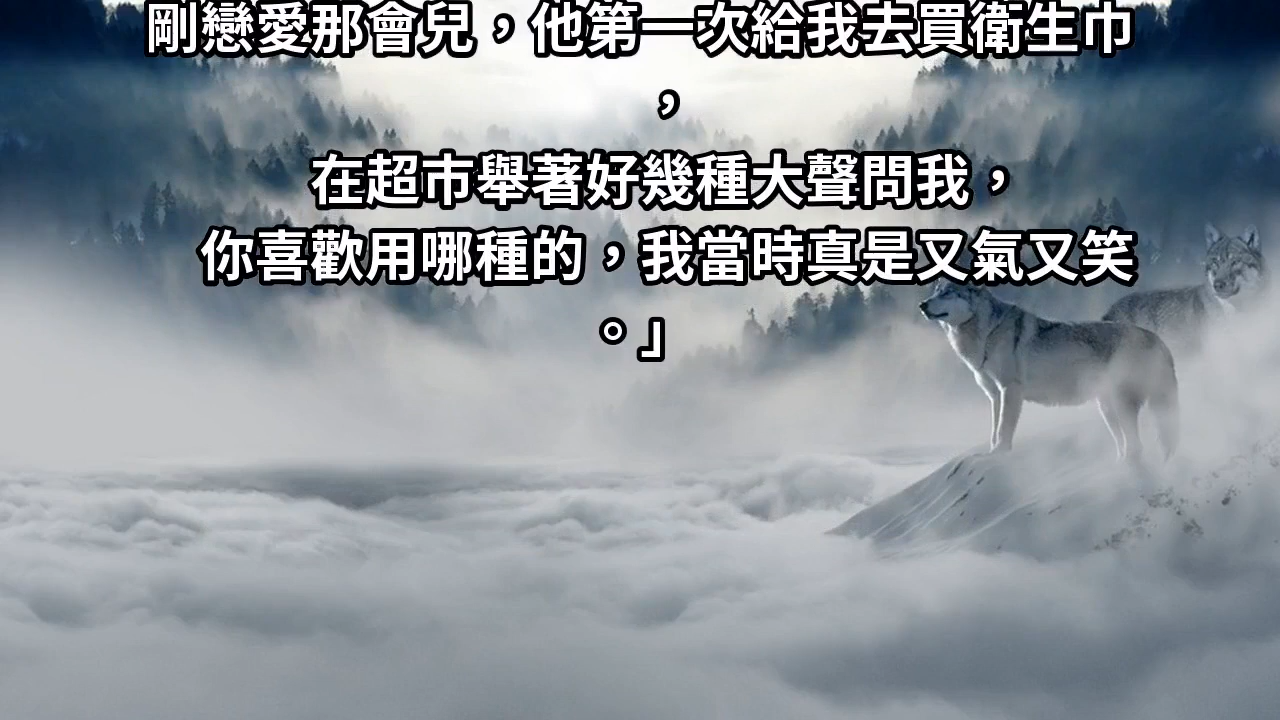 剛戀愛那會兒，他第一次給我去買衛生巾
，
在超市舉著好幾種大聲問我，
你喜歡用哪種的，我當時真是又氣又笑
。」